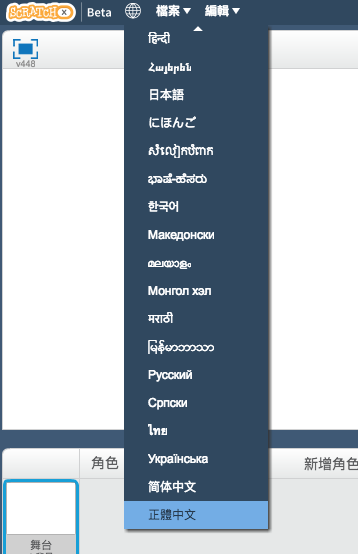 SCRATCH X Beta 檔案 編輯
v448
हिन्दी
Հայերեն
日本語
にほんご
សំលៀកបំពាក
ಭಾಷೆ-ಹೆಸರು
한국어
Македонски
മലയാളം
Монгол хэл
मराठी
မြန်မာဘာသာ
Русский
Српски
ไทย
Українська
简体中文
正體中文
角色 新增角色
舞台